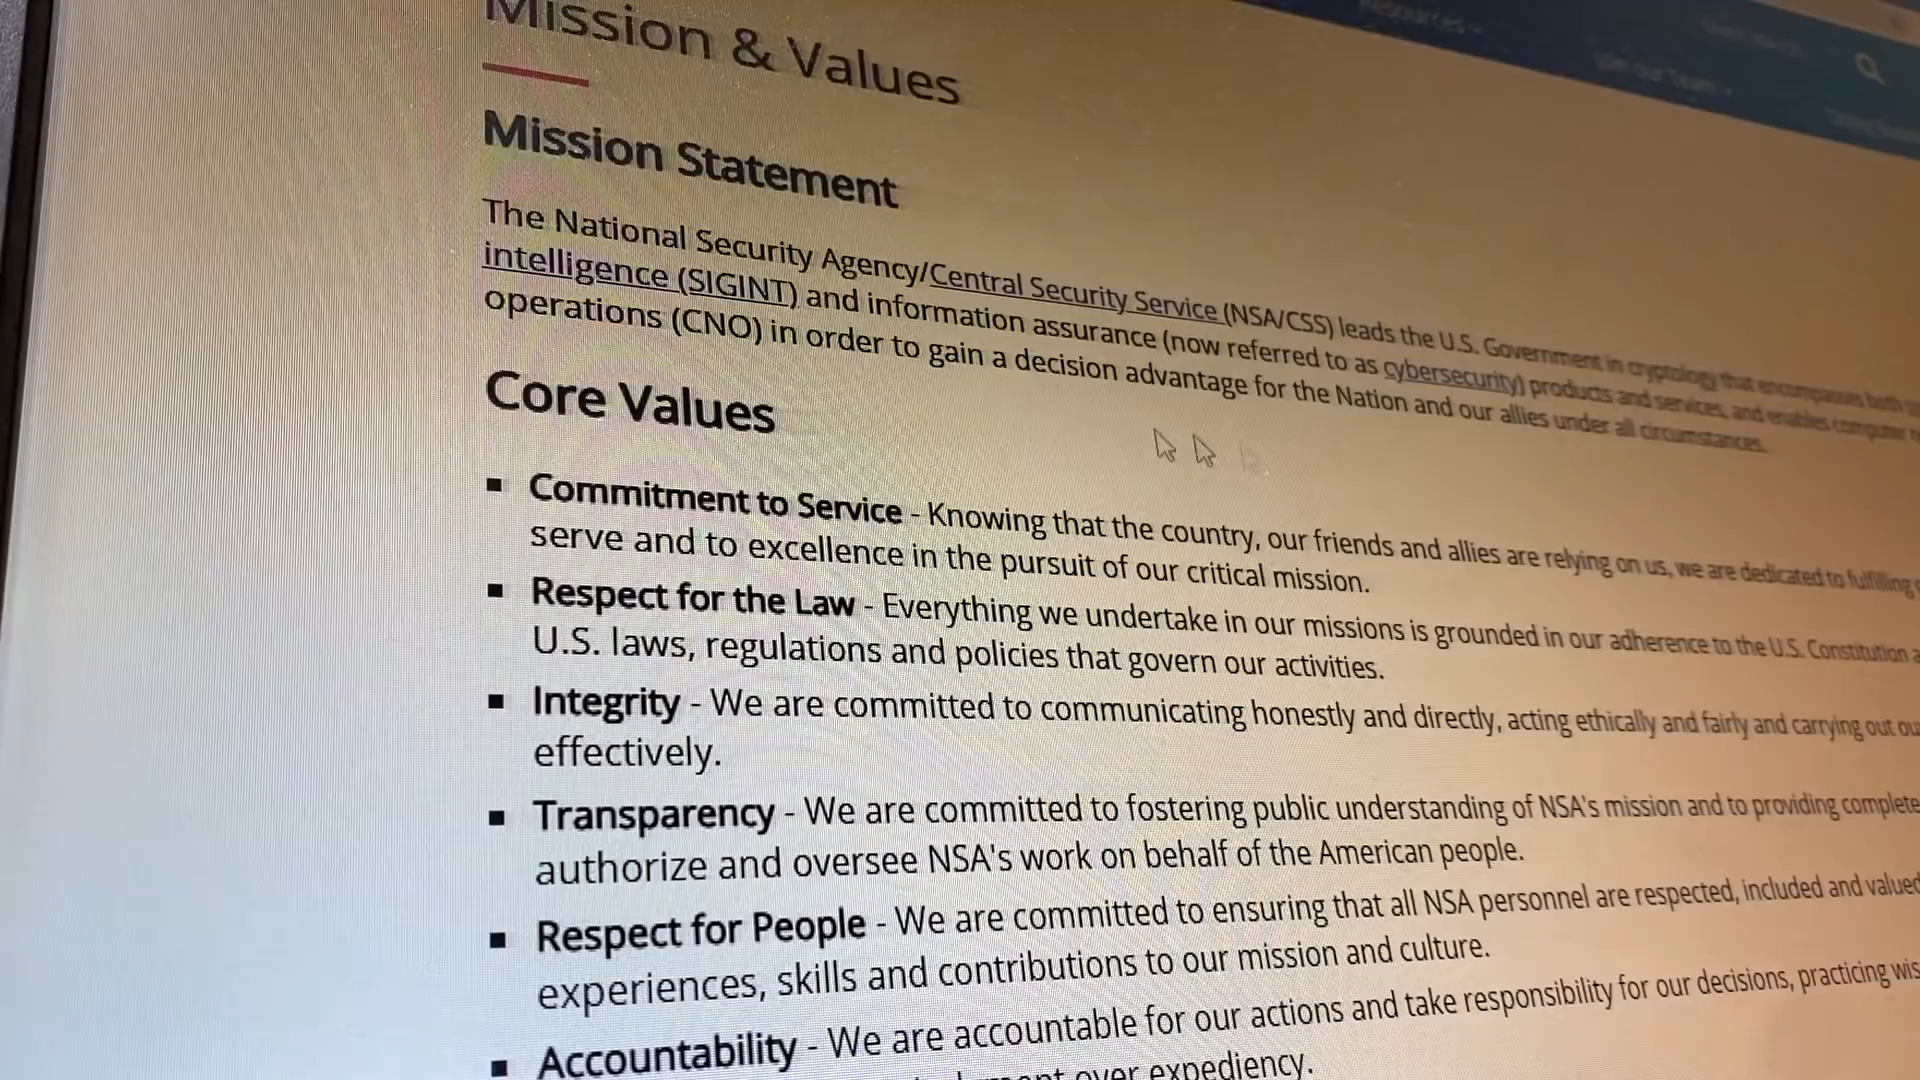 Resources
Mission & Values
Mission Statement
The National Security Agency/Central Security Service (NSA/CSS) leads the U.S. Government in cryptology that encompasses both
intelligence (SIGINT) and information assurance (now referred to as cybersecurity) products and services, and enables computer
operations (CNO) in order to gain a decision advantage for the Nation and our allies under all circumstances.
Core Values
▪ Commitment to Service - Knowing that the country, our friends and allies are relying on us, we are dedicated to fulfilling
serve and to excellence in the pursuit of our critical mission.
▪ Respect for the Law - Everything we undertake in our missions is grounded in our adherence to the U.S. Constitution
U.S. laws, regulations and policies that govern our activities.
▪ Integrity - We are committed to communicating honestly and directly, acting ethically and fairly and carrying out
effectively.
▪ Transparency - We are committed to fostering public understanding of NSA's mission and to providing complete
authorize and oversee NSA's work on behalf of the American people.
▪ Respect for People - We are committed to ensuring that all NSA personnel are respected, included and valued
experiences, skills and contributions to our mission and culture.
▪ Accountability - We are accountable for our actions and take responsibility for our decisions, practicing
over expediency.